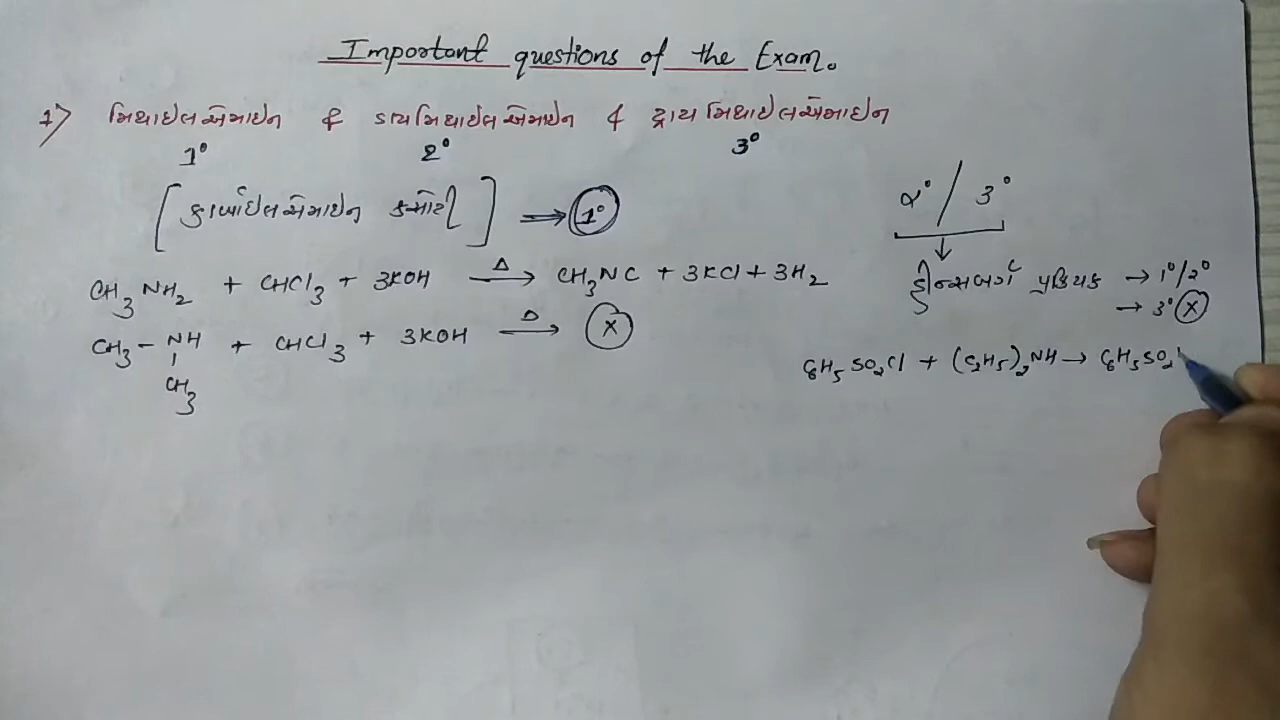 Important questions of the Exam.
1) મિથાઈલએમાઈન & ડાયમિથાઈલએમાઈન & ટ્રાયમિથાઈલએમાઈન
1° 2° 3°
[કાર્બાઈલએમાઈન કસોટી] ⟹ 1°
CH₃NH₂ + CHCl₃ + 3KOH —Δ→ CH₃NC + 3KCl + 3H₂
CH₃ – NH + CHCl₃ + 3KOH —Δ→ X
CH₃
2° / 3°
હીન્સબર્ગ પ્રક્રિયક → 1°/2°
→ 3° X
C₆H₅SO₂Cl + (C₂H₅)₂NH → C₆H₅SO₂